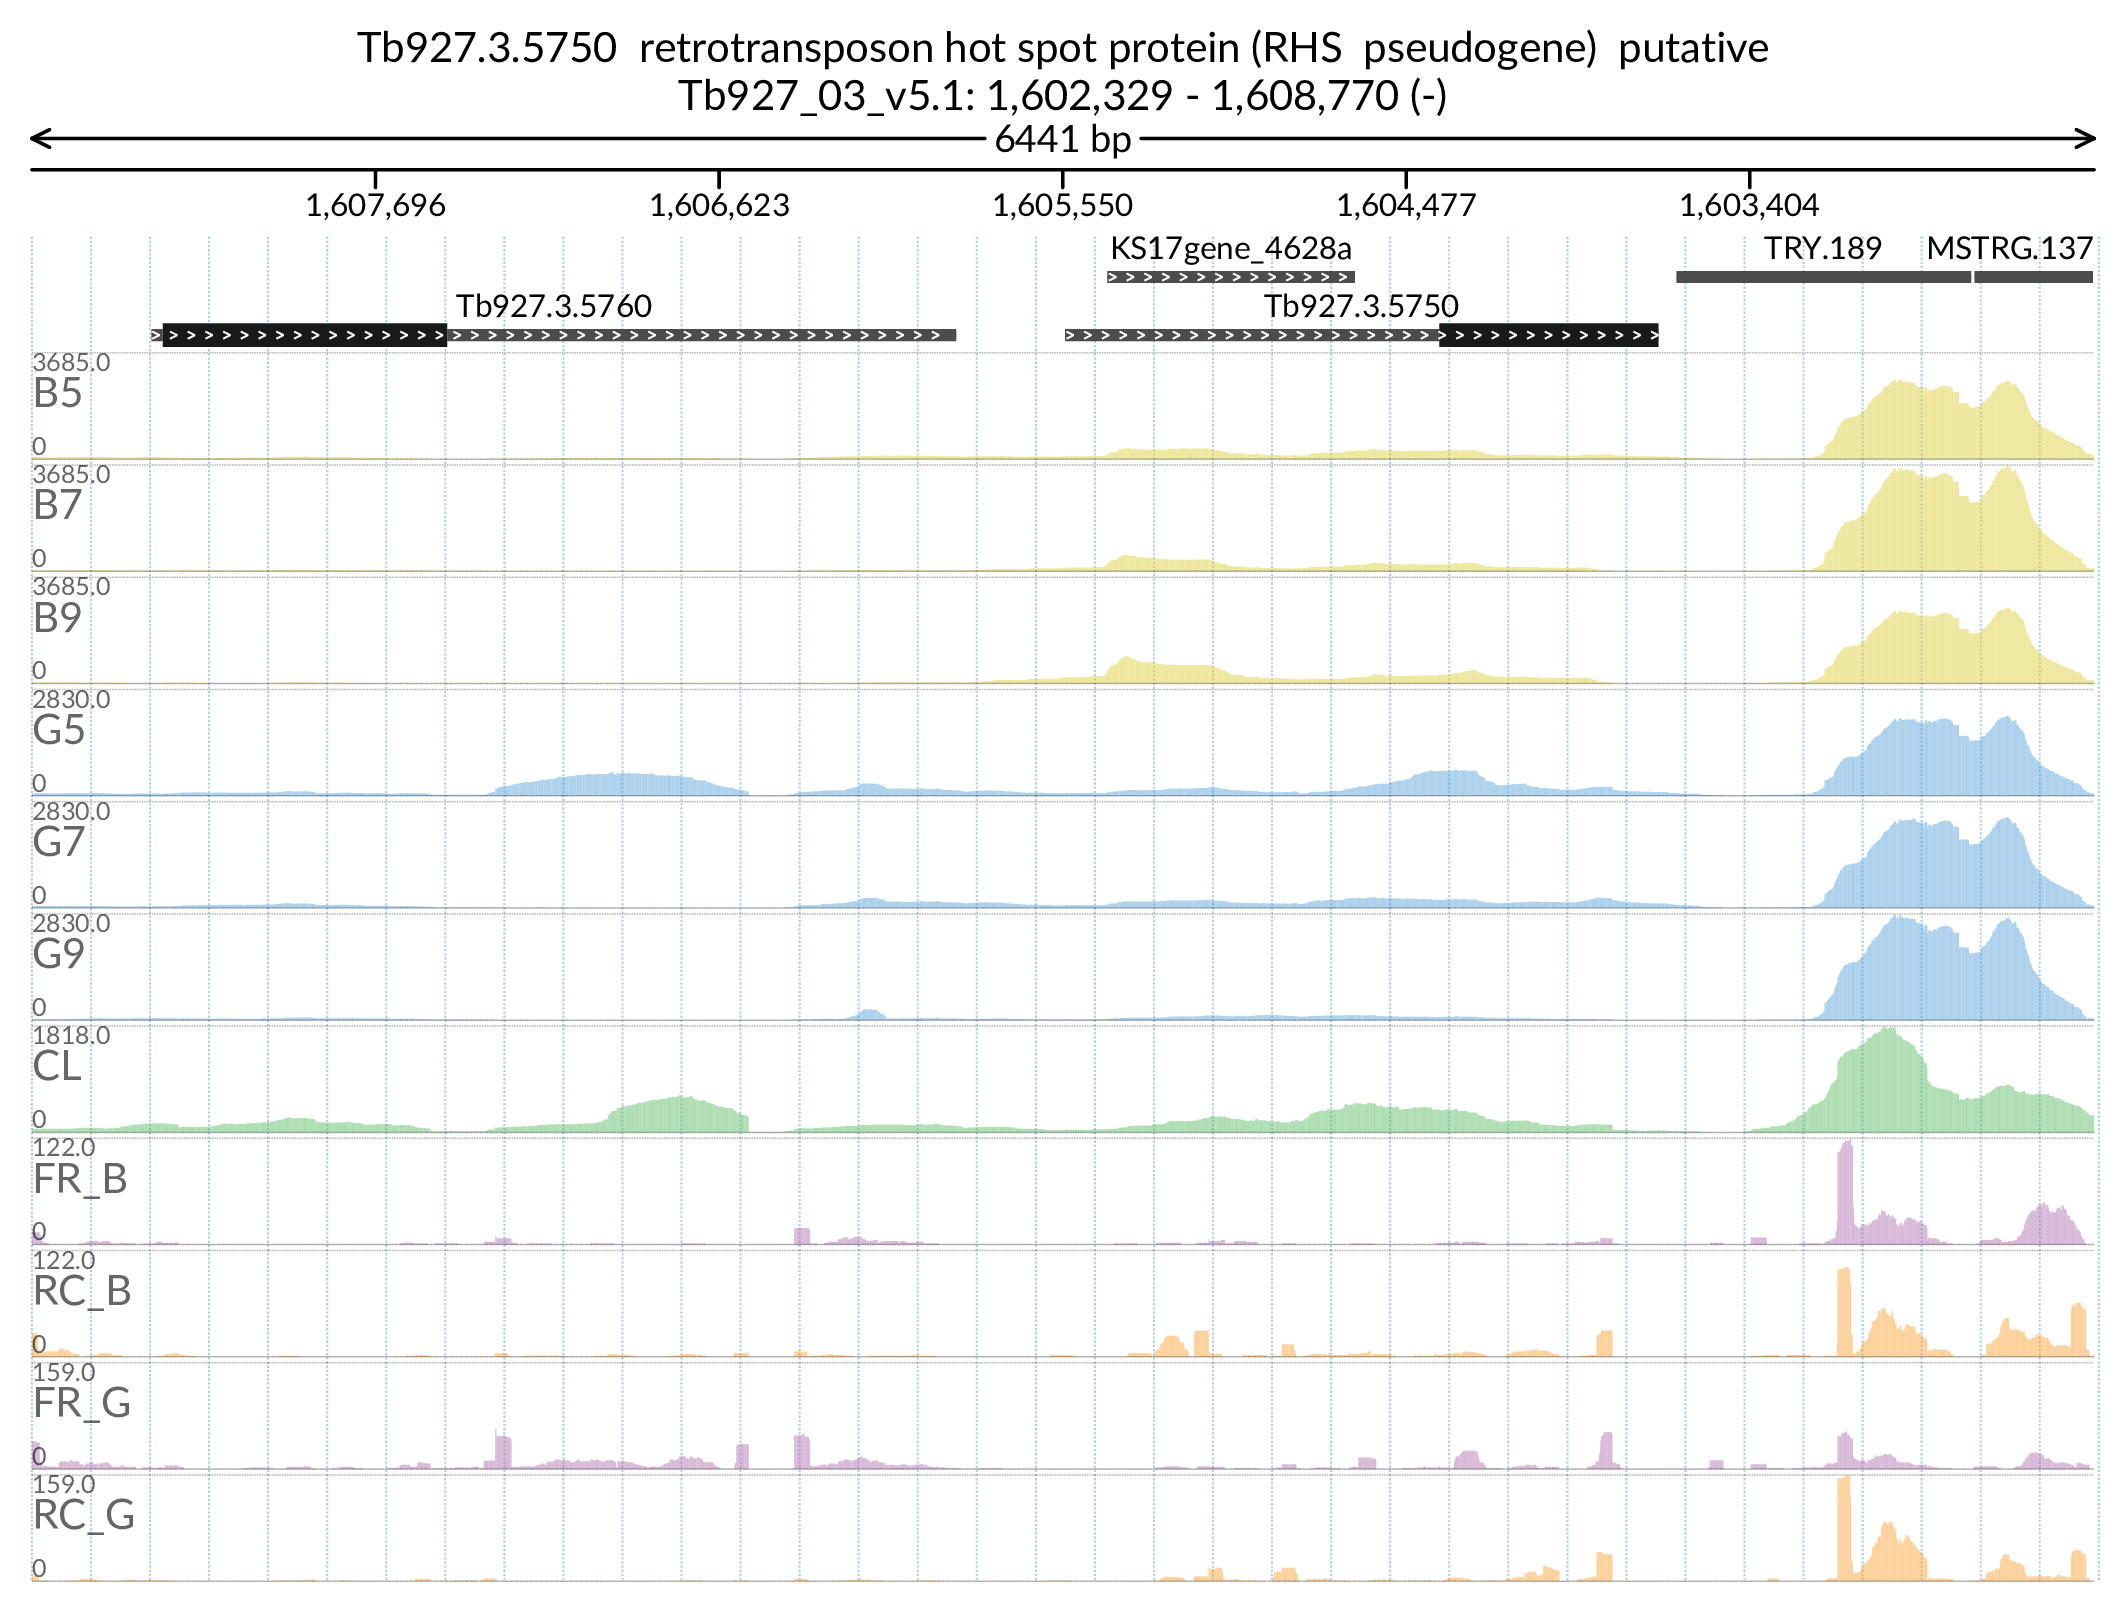 Tb927.3.5750 retrotransposon hot spot protein (RHS pseudogene) putative
Tb927_03_v5.1: 1,602,329 - 1,608,770 (-)
6441 bp
1,607,696 1,606,623 1,605,550 1,604,477 1,603,404
KS17gene_4628a TRY.189 MSTRG.137
Tb927.3.5760 Tb927.3.5750
3685.0
B5
0
3685.0
B7
0
3685.0
B9
0
2830.0
G5
0
2830.0
G7
0
2830.0
G9
0
1818.0
CL
0
122.0
FR_B
0
122.0
RC_B
0
159.0
FR_G
0
159.0
RC_G
0